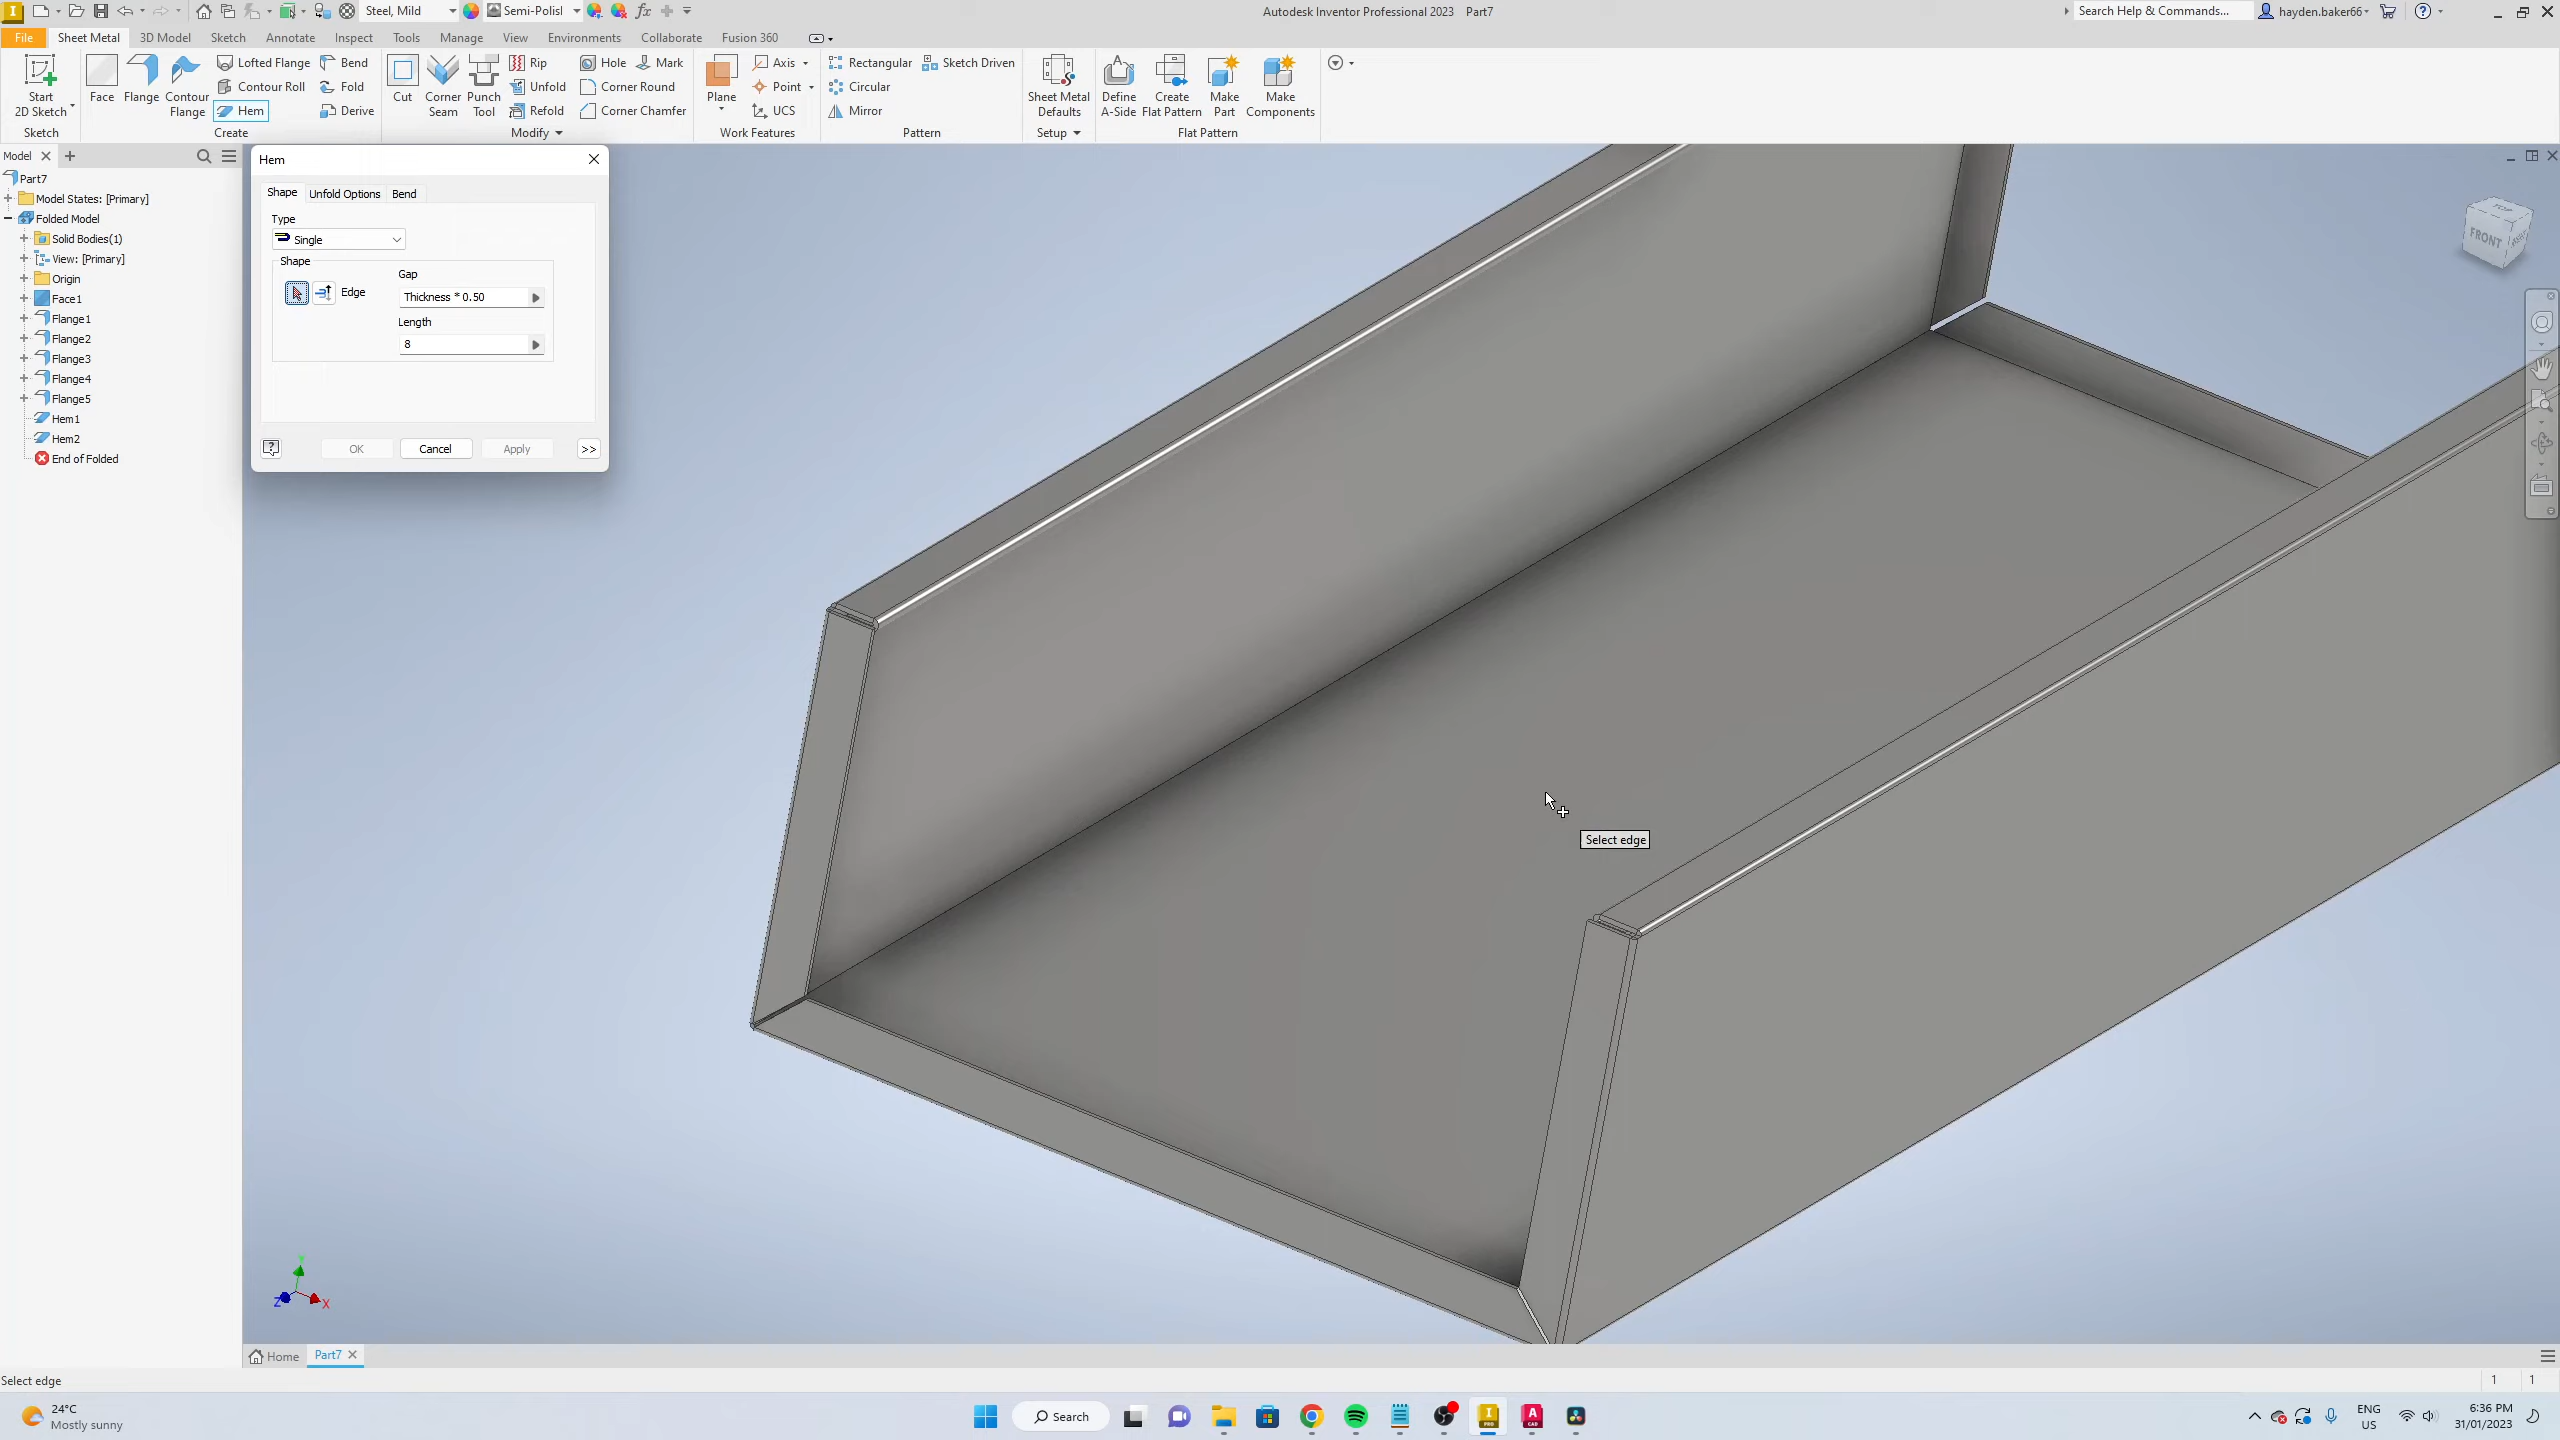 Steel, Mild
Semi-Polisl
Autodesk Inventor Professional 2023 Part7
Search Help & Commands...
hayden.baker66
File Sheet Metal 3D Model Sketch Annotate Inspect Tools Manage View Environments Collaborate Fusion 360
Start
2D Sketch
Face
Flange
Contour
Flange
Lofted Flange
Contour Roll
Hem
Bend
Fold
Derive
Cut
Corner
Seam
Punch
Tool
Rip
Unfold
Refold
Hole
Mark
Corner Round
Corner Chamfer
Plane
Axis
Point
UCS
Rectangular
Circular
Mirror
Sketch Driven
Sheet Metal
Defaults
Define
A-Side
Create
Flat Pattern
Make
Part
Make
Components
Sketch Create Modify Work Features Pattern Setup Flat Pattern
Model
Part7
Model States: [Primary]
Folded Model
Solid Bodies(1)
View: [Primary]
Origin
Face1
Flange1
Flange2
Flange3
Flange4
Flange5
Hem1
Hem2
End of Folded
Hem
Shape Unfold Options Bend
Type
Single
Shape
Edge
Gap
Thickness * 0.50
Length
8
OK Cancel Apply >>
TOP
FRONT
Select edge
Y
Z
X
Home Part7
Select edge
1 1
24°C
Mostly sunny
Search
ENG
US
6:36 PM
31/01/2023